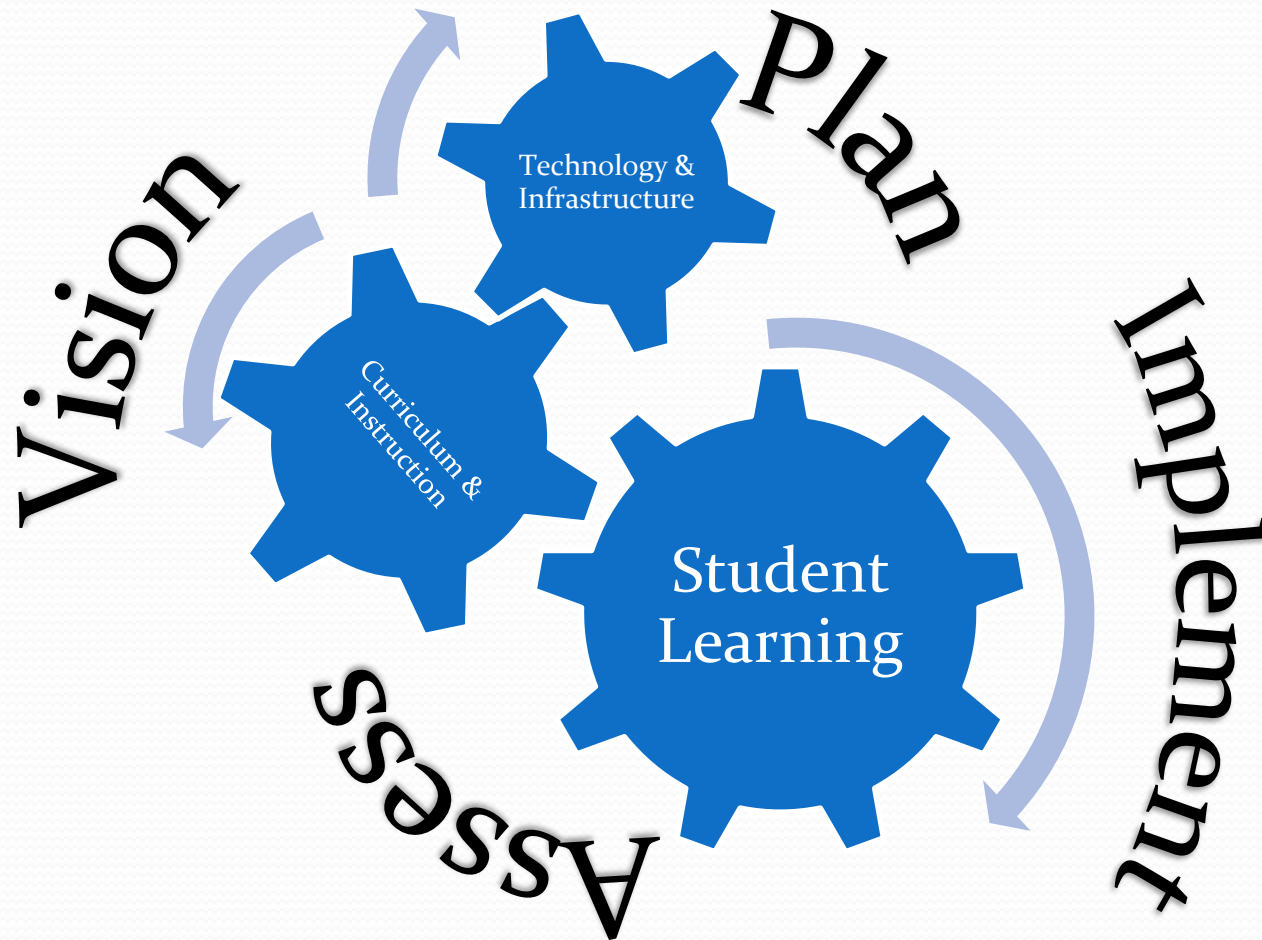 Vision
Plan
Implement
Assess
Technology &
Infrastructure
Curriculum &
Instruction
Student
Learning